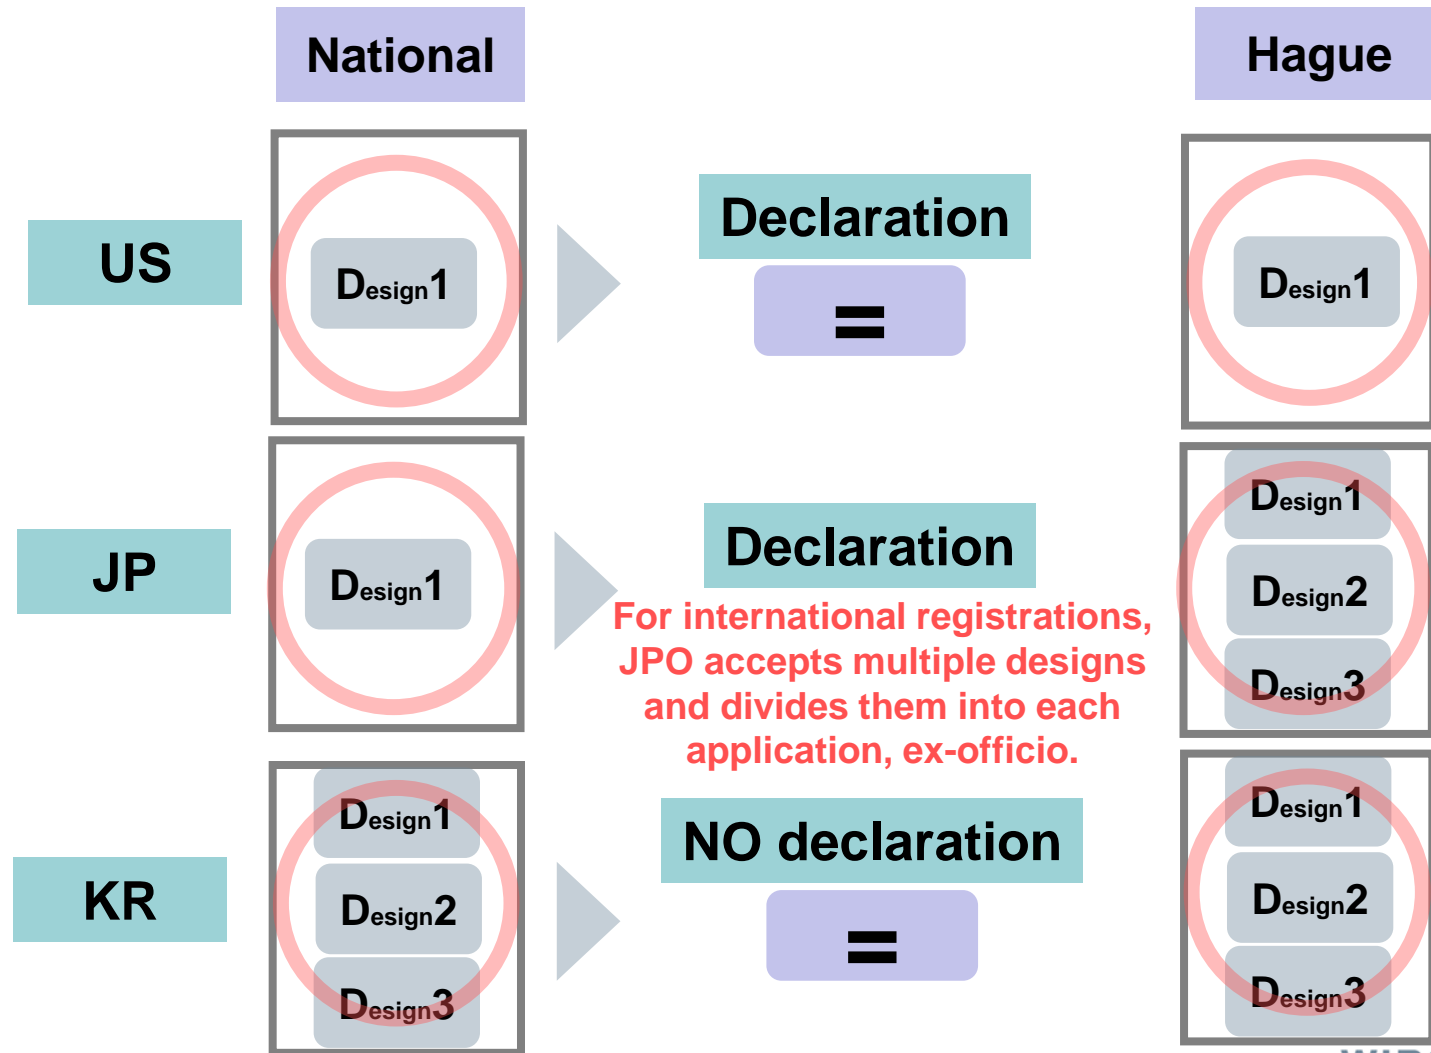 National
Hague
US
Design1
Declaration
=
Design1
JP
Design1
Declaration
For international registrations,
JPO accepts multiple designs
and divides them into each
application, ex-officio.
Design1
Design2
Design3
KR
Design1
Design2
Design3
NO declaration
=
Design1
Design2
Design3